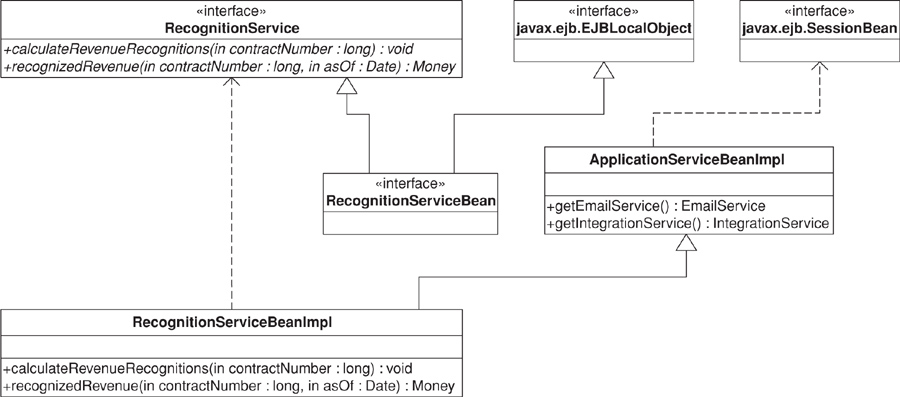 «interface»
RecognitionService
+calculateRevenueRecognitions(in contractNumber : long) : void
+recognizedRevenue(in contractNumber : long, in asOf : Date) : Money
«interface»
javax.ejb.EJBLocalObject
«interface»
javax.ejb.SessionBean
«interface»
RecognitionServiceBean
ApplicationServiceBeanImpl
+getEmailService() : EmailService
+getIntegrationService() : IntegrationService
RecognitionServiceBeanImpl
+calculateRevenueRecognitions(in contractNumber : long) : void
+recognizedRevenue(in contractNumber : long, in asOf : Date) : Money